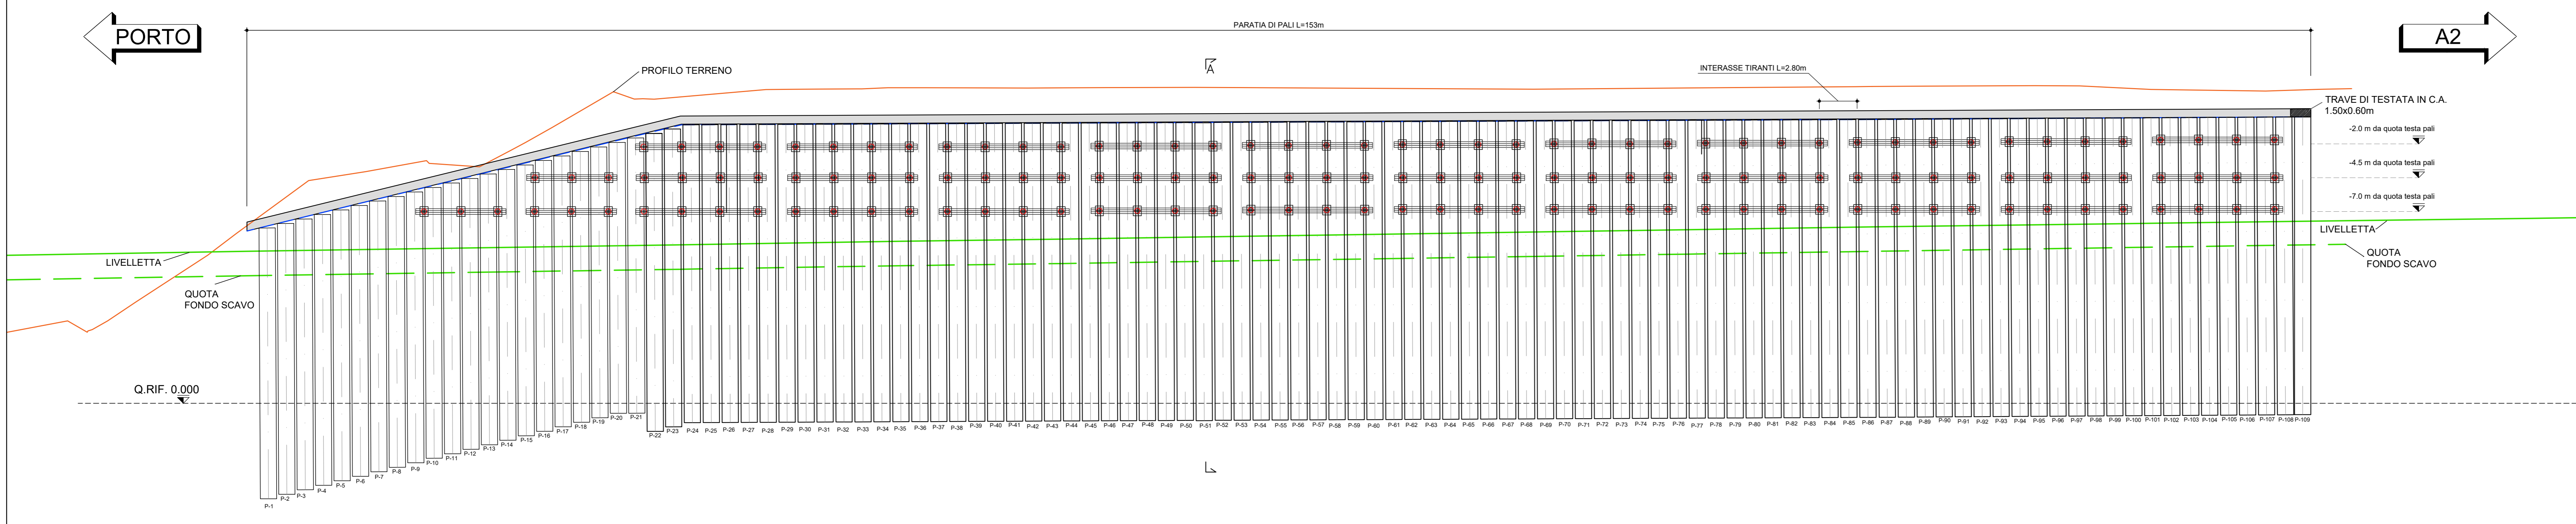 PARATIA DI PALI L=153m
PORTO
A2
PROFILO TERRENO
A
INTERASSE TIRANTI L=2.80m
TRAVE DI TESTATA IN C.A.
1.50x0.60m
-2.0 m da quota testa pali
-4.5 m da quota testa pali
-7.0 m da quota testa pali
LIVELLETTA
LIVELLETTA
QUOTA
FONDO SCAVO
QUOTA
FONDO SCAVO
Q.RIF. 0.000
P-1
P-2
P-3
P-4
P-5
P-6
P-7
P-8
P-9
P-10
P-11
P-12
P-13
P-14
P-15
P-16
P-17
P-18
P-19
P-20
P-21
P-22
P-23
P-24
P-25
P-26
P-27
P-28
P-29
P-30
P-31
P-32
P-33
P-34
P-35
P-36
P-37
P-38
P-39
P-40
P-41
P-42
P-43
P-44
P-45
P-46
P-47
P-48
P-49
P-50
P-51
P-52
P-53
P-54
P-55
P-56
P-57
P-58
P-59
P-60
P-61
P-62
P-63
P-64
P-65
P-66
P-67
P-68
P-69
P-70
P-71
P-72
P-73
P-74
P-75
P-76
P-77
P-78
P-79
P-80
P-81
P-82
P-83
P-84
P-85
P-86
P-87
P-88
P-89
P-90
P-91
P-92
P-93
P-94
P-95
P-96
P-97
P-98
P-99
P-100
P-101
P-102
P-103
P-104
P-105
P-106
P-107
P-108
P-109